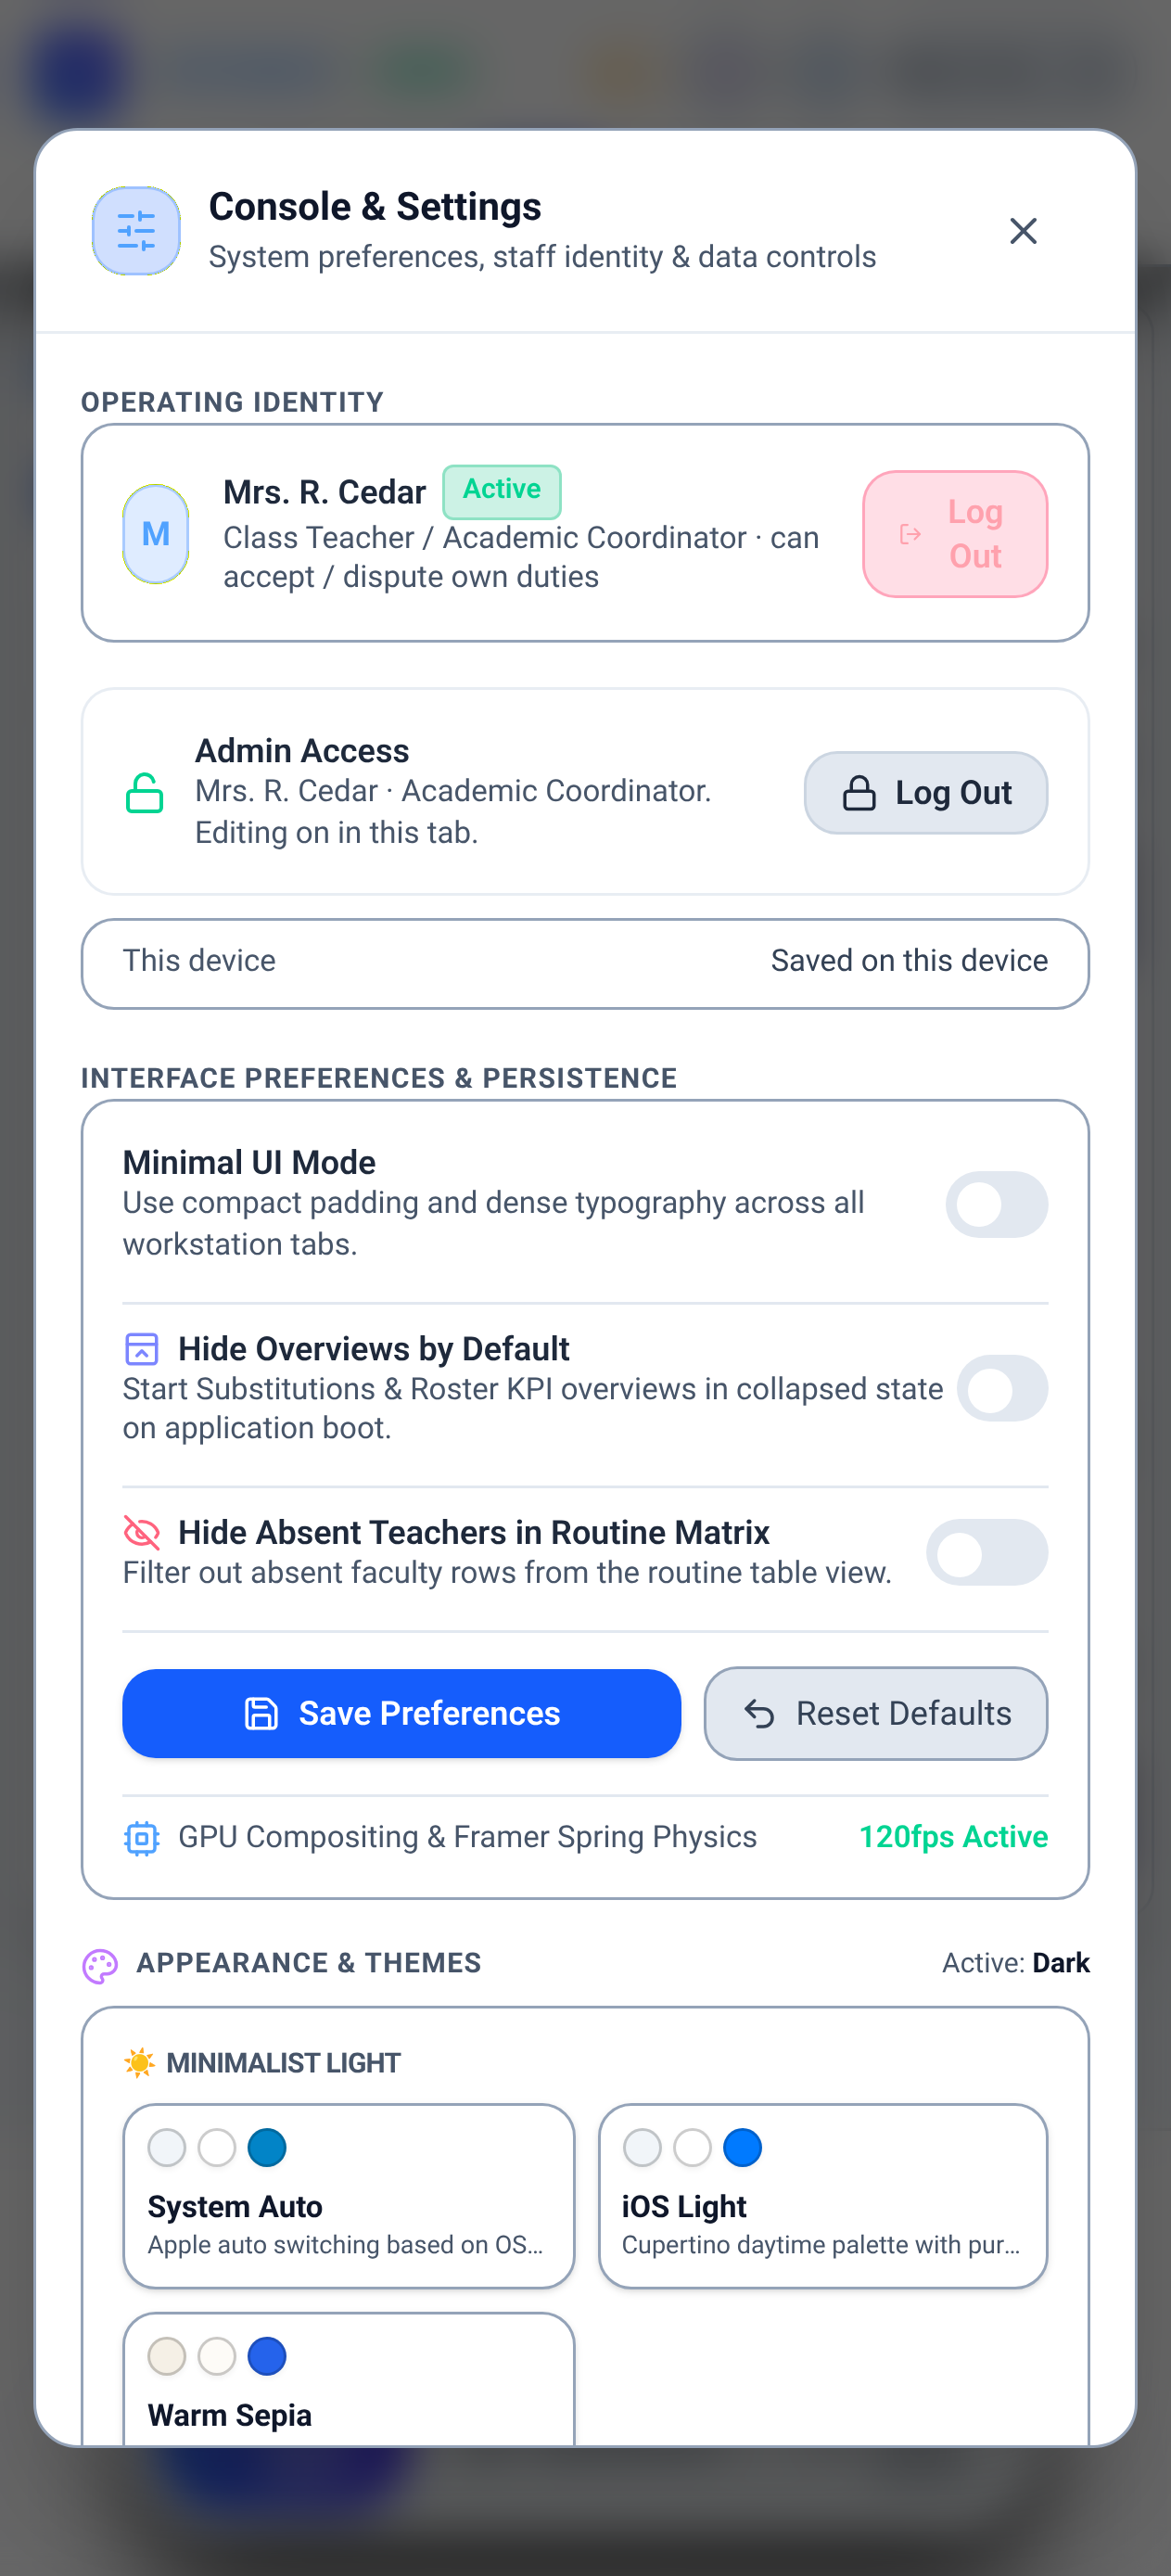 Console & Settings
System preferences, staff identity & data controls
OPERATING IDENTITY
M
Mrs. R. Cedar
Active
Class Teacher / Academic Coordinator · can
accept / dispute own duties
Log
Out
Admin Access
Mrs. R. Cedar · Academic Coordinator.
Editing on in this tab.
Log Out
This device
Saved on this device
INTERFACE PREFERENCES & PERSISTENCE
Minimal UI Mode
Use compact padding and dense typography across all
workstation tabs.
Hide Overviews by Default
Start Substitutions & Roster KPI overviews in collapsed state
on application boot.
Hide Absent Teachers in Routine Matrix
Filter out absent faculty rows from the routine table view.
Save Preferences
Reset Defaults
GPU Compositing & Framer Spring Physics
120fps Active
APPEARANCE & THEMES
Active: Dark
MINIMALIST LIGHT
System Auto
Apple auto switching based on OS...
iOS Light
Cupertino daytime palette with pur...
Warm Sepia